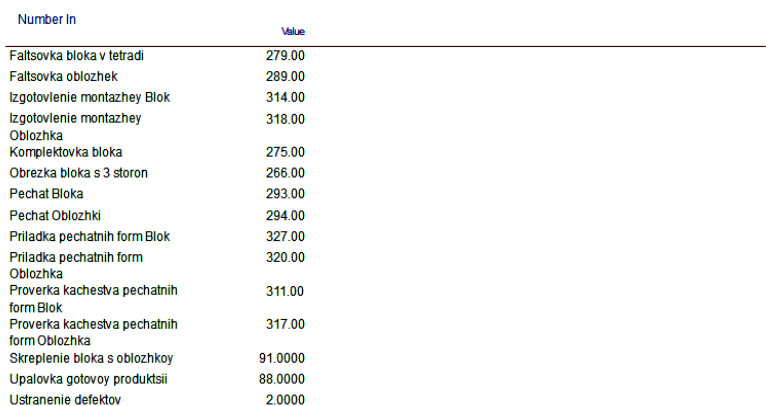 Number In
Value
Faltsovka bloka v tetradi 279.00
Faltsovka oblozhek 289.00
Izgotovlenie montazhey Blok 314.00
Izgotovlenie montazhey 318.00
Oblozhka
Komplektovka bloka 275.00
Obrezka bloka s 3 storon 266.00
Pechat Bloka 293.00
Pechat Oblozhki 294.00
Priladka pechatnih form Blok 327.00
Priladka pechatnih form 320.00
Oblozhka
Proverka kachestva pechatnih 311.00
form Blok
Proverka kachestva pechatnih 317.00
form Oblozhka
Skreplenie bloka s oblozhkoy 91.0000
Upalovka gotovoy produktsii 88.0000
Ustranenie defektov 2.0000